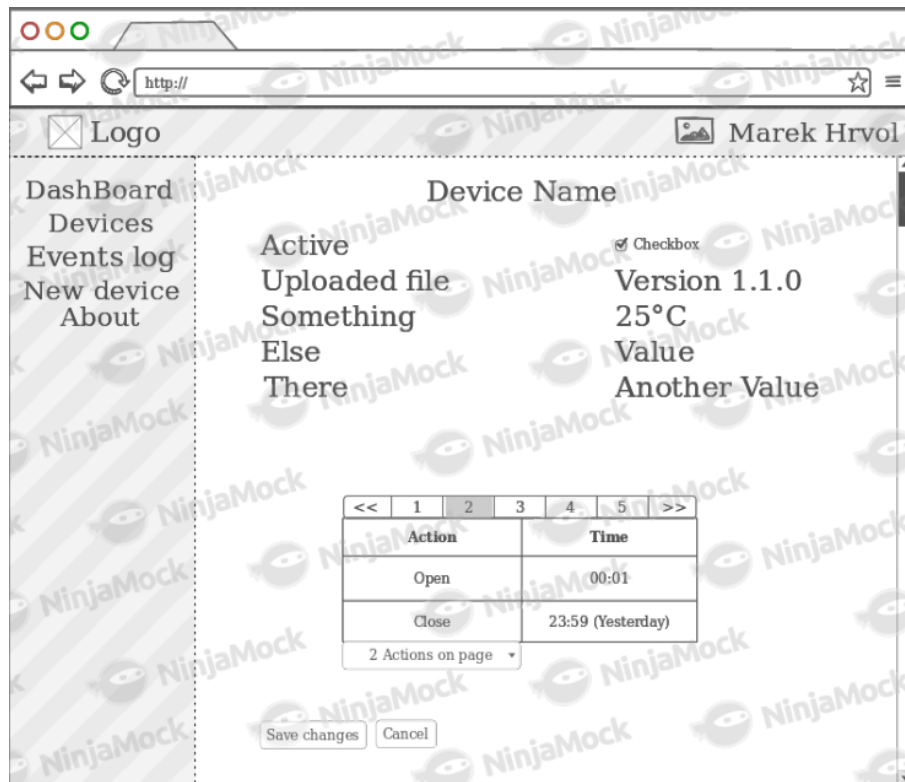 http://
Logo
Marek Hrvol
DashBoard
Devices
Events log
New device
About
Device Name
Active
Checkbox
Uploaded file
Version 1.1.0
Something
25°C
Else
Value
There
Another Value
<< 1 2 3 4 5 >>
Action Time
Open 00:01
Close 23:59 (Yesterday)
2 Actions on page
Save changes Cancel
NinjaMock